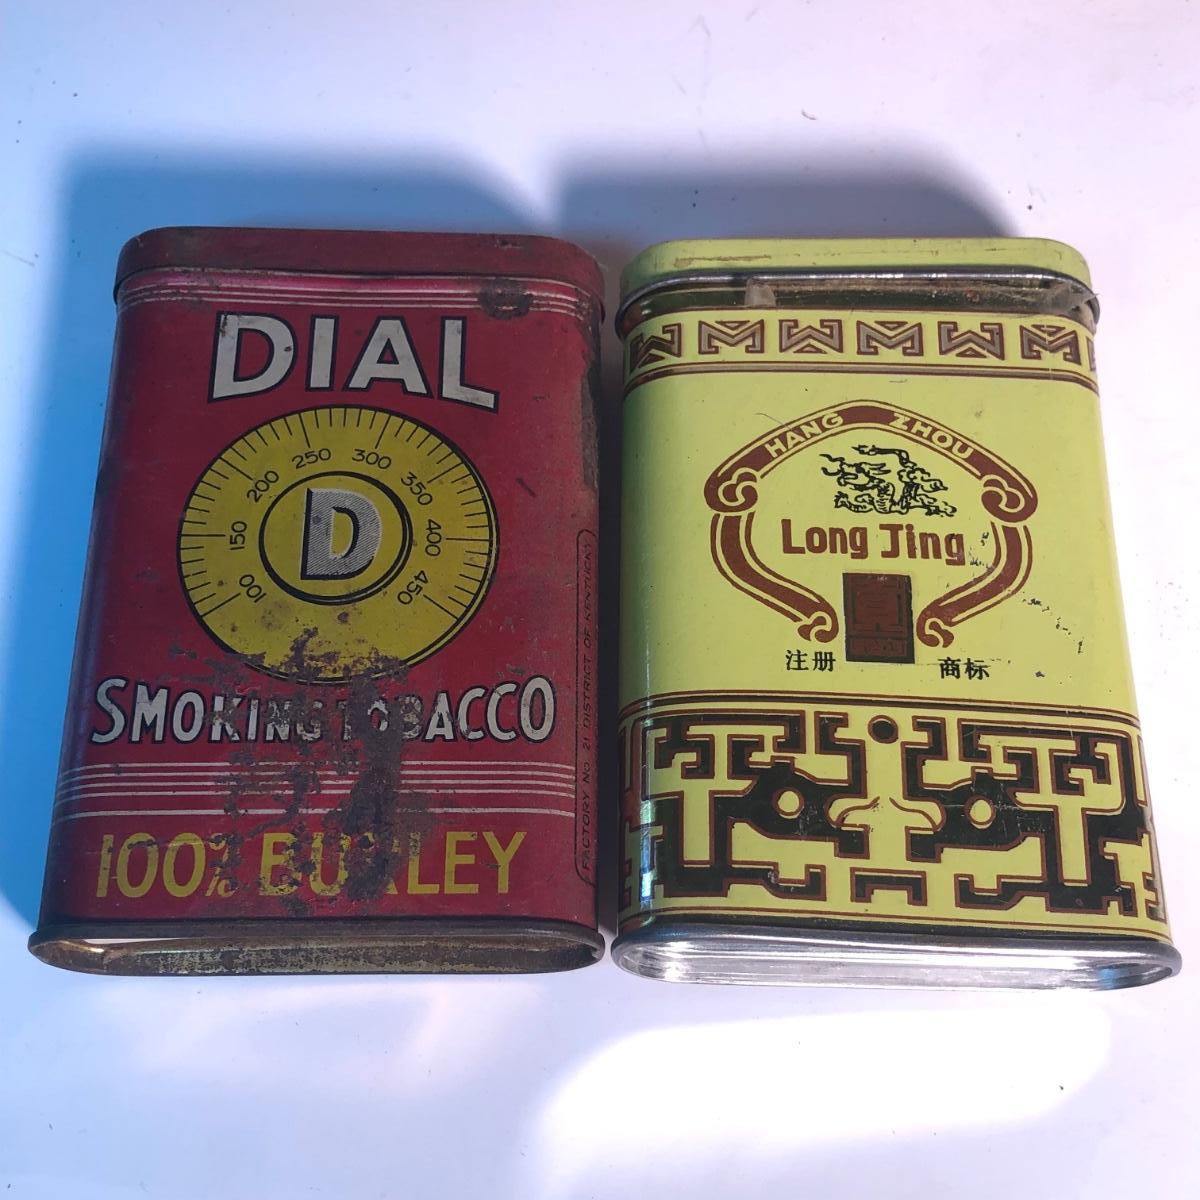 DIAL
100 150 200 250 300 350 400 450
D
SMOKING TOBACCO
100% BURLEY
FACTORY No 21 DISTRICT OF KENTUCKY
HANG ZHOU
Long Jing
注册 商标